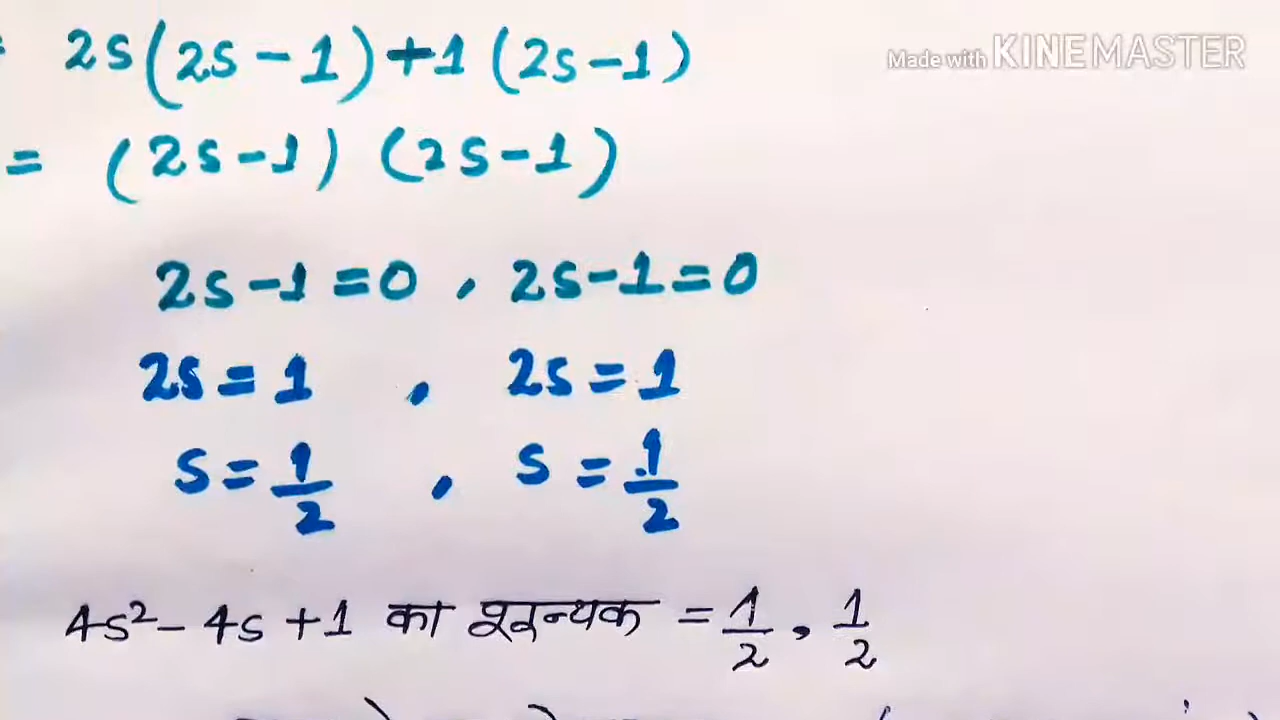 = 2s(2s-1)+1(2s-1)
Made with KINEMASTER
= (2s-1) (2s-1)
2s-1=0, 2s-1=0
2s=1, 2s=1
s=1/2, s=1/2
4s²-4s+1 का शून्यक = 1/2, 1/2